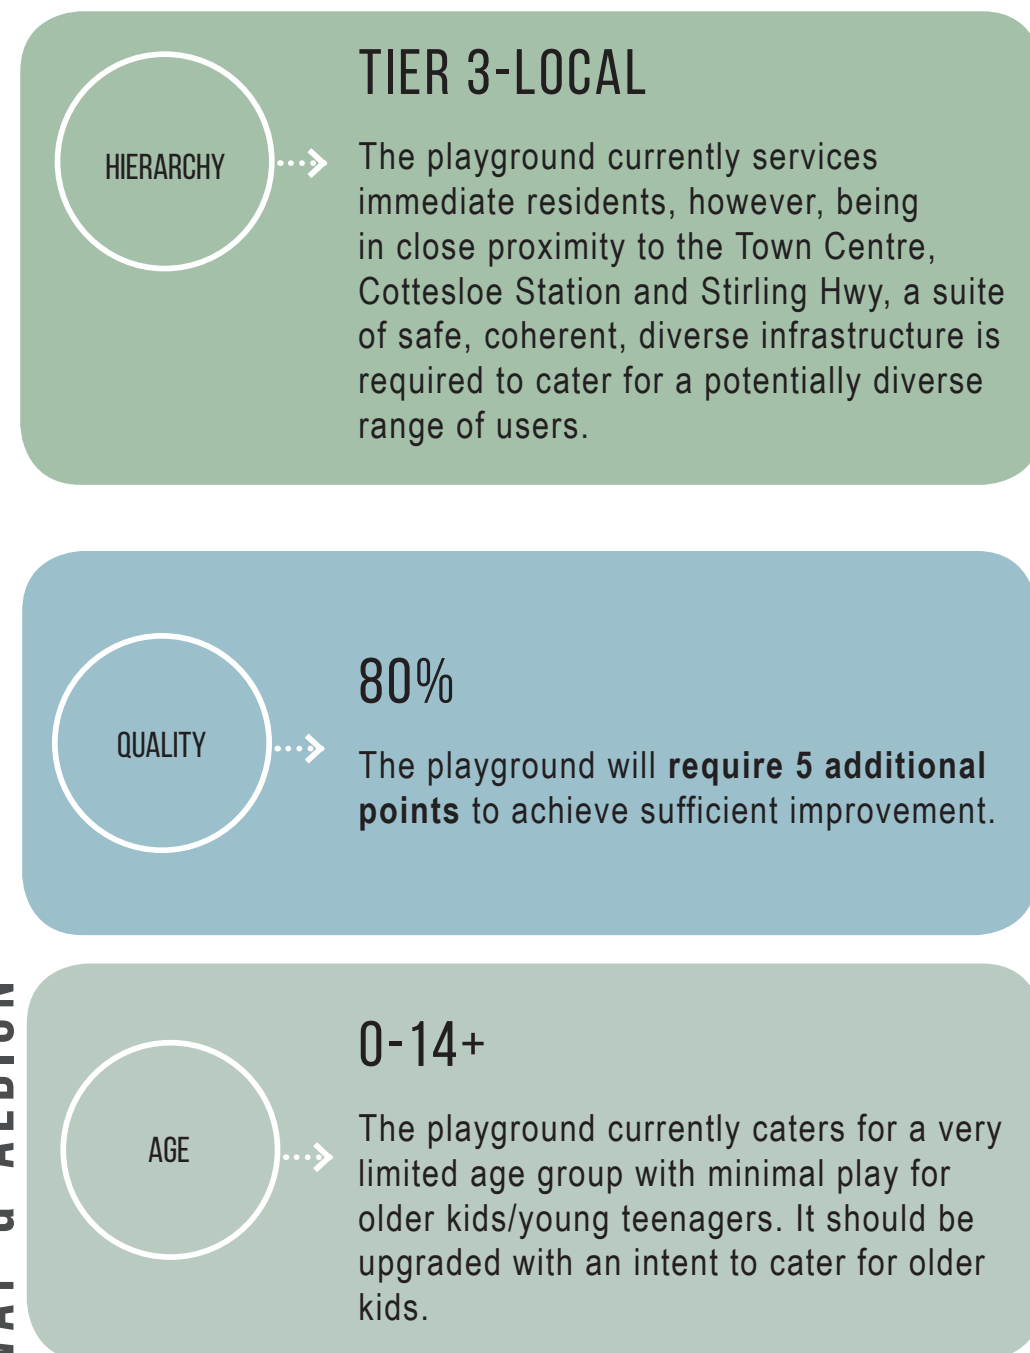 HIERARCHY
TIER 3-LOCAL
The playground currently services
immediate residents, however, being
in close proximity to the Town Centre,
Cottesloe Station and Stirling Hwy, a suite
of safe, coherent, diverse infrastructure is
required to cater for a potentially diverse
range of users.
QUALITY
80%
The playground will require 5 additional
points to achieve sufficient improvement.
AGE
0-14+
The playground currently caters for a very
limited age group with minimal play for
older kids/young teenagers. It should be
upgraded with an intent to cater for older
kids.